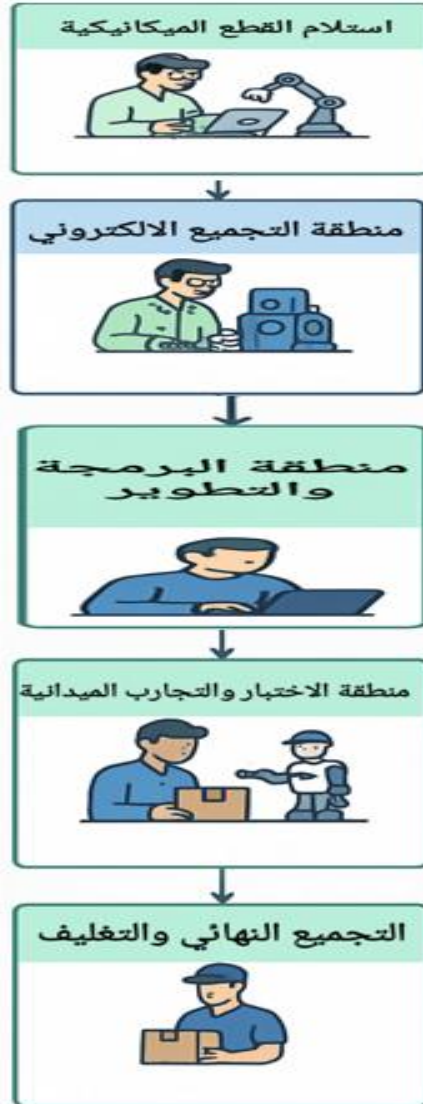 استلام القطع الميكانيكية
منطقة التجميع الالكتروني
منطقة البرمجة
والتطوير
منطقة الاختبار والتجارب الميدانية
التجميع النهائي والتغليف